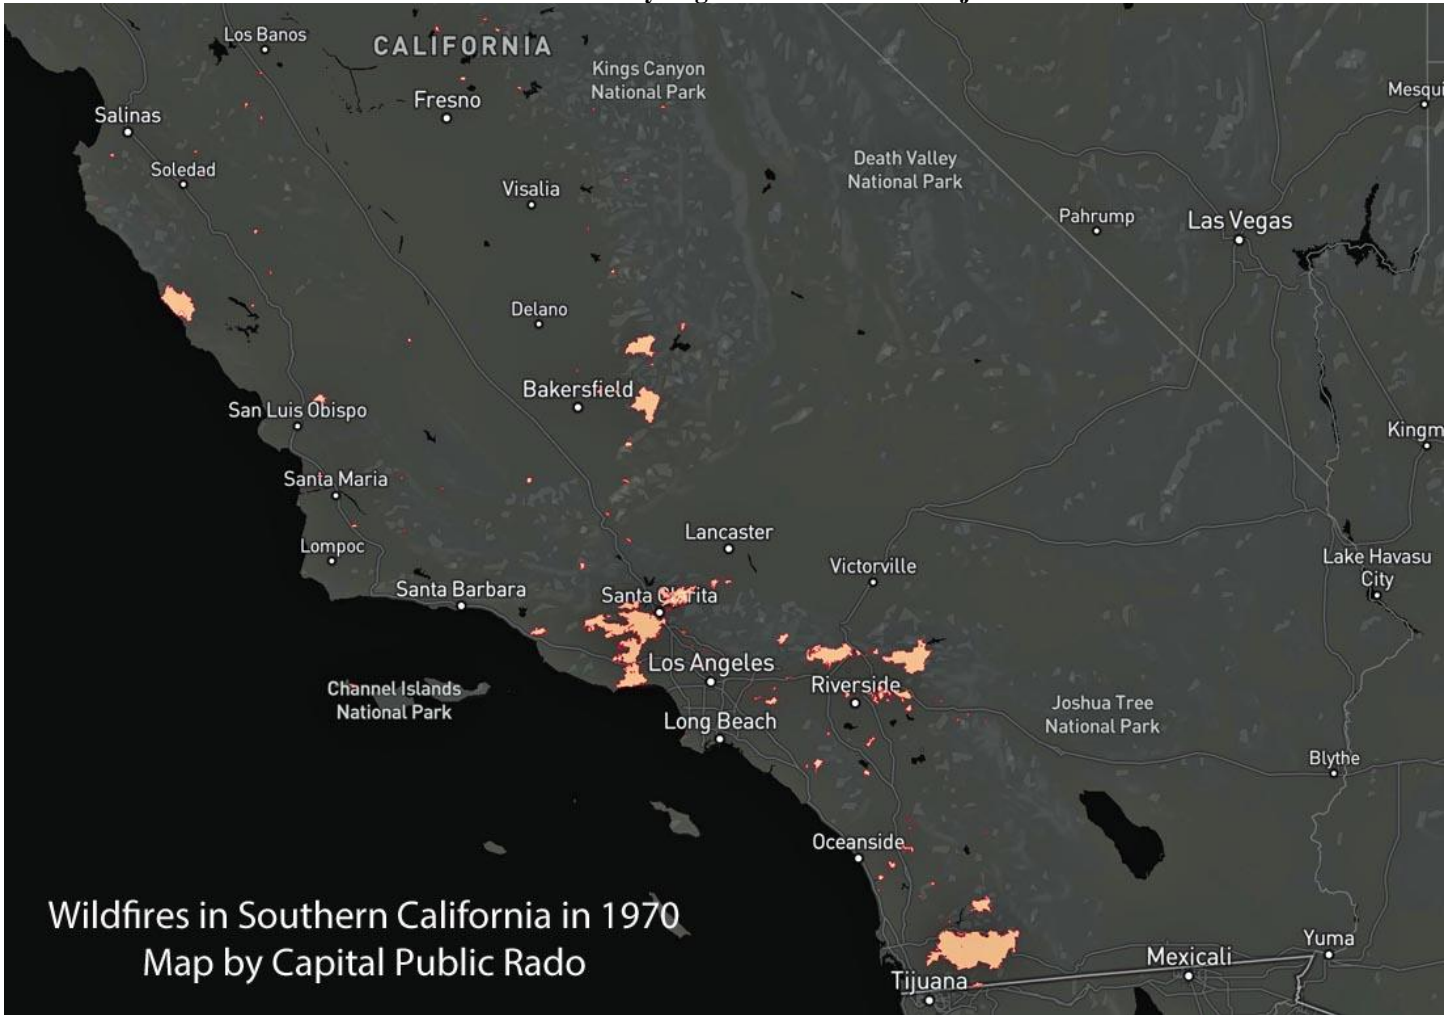 Los Banos
CALIFORNIA
Kings Canyon
National Park
Fresno
Mesqui
Salinas
Soledad
Visalia
Death Valley
National Park
Pahrump
Las Vegas
Delano
Bakersfield
San Luis Obispo
Kingm
Santa Maria
Lompoc
Lancaster
Victorville
Lake Havasu
City
Santa Barbara
Santa Clarita
Los Angeles
Riverside
Channel Islands
National Park
Long Beach
Joshua Tree
National Park
Blythe
Oceanside
Wildfires in Southern California in 1970
Map by Capital Public Rado
Tijuana
Mexicali
Yuma